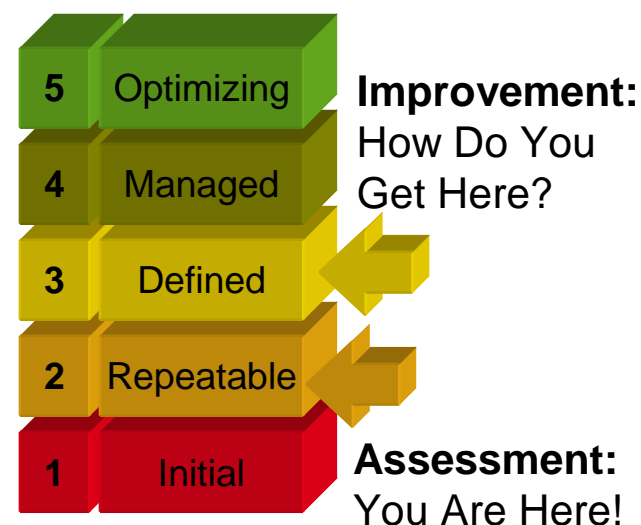 5 Optimizing
Improvement:
How Do You
4 Managed
Get Here?
3 Defined
2 Repeatable
1 Initial
Assessment:
You Are Here!